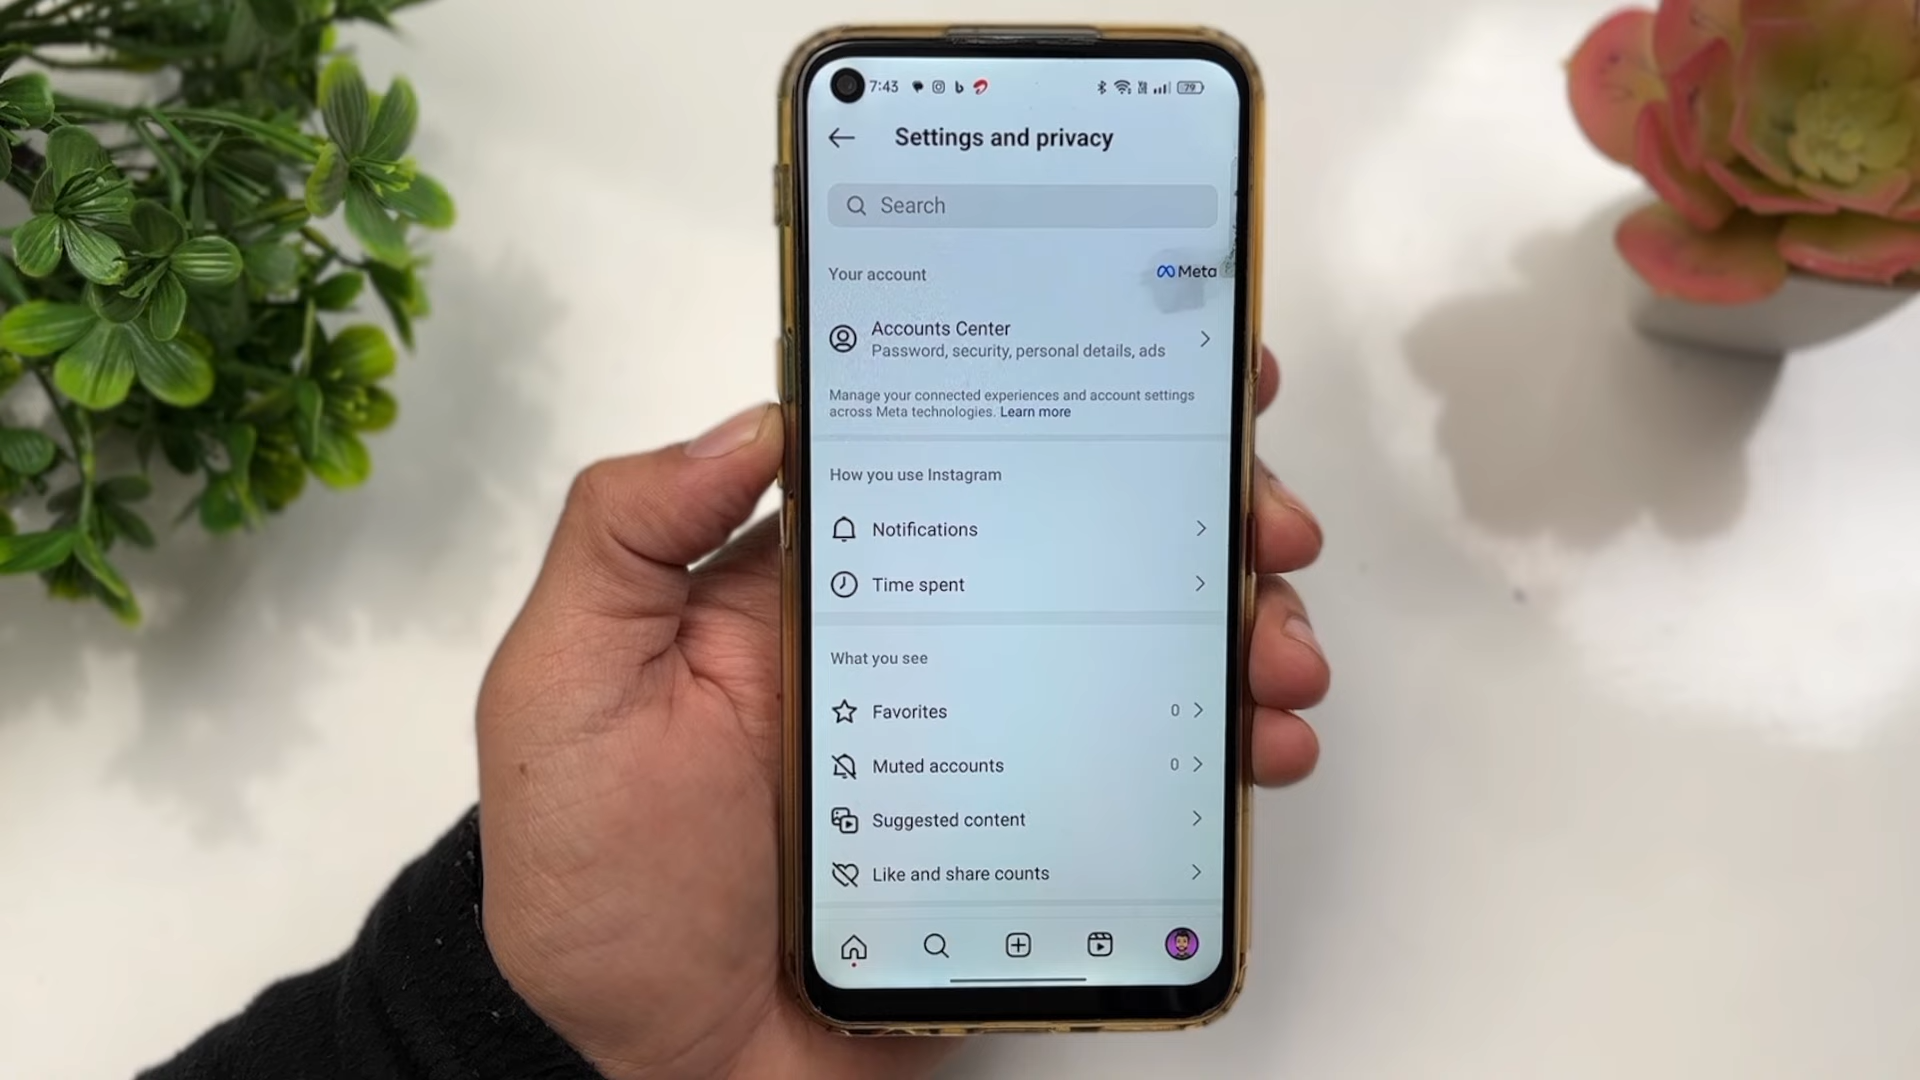 7:43 b 79
Settings and privacy
Search
Your account
Meta
Accounts Center
Password, security, personal details, ads
Manage your connected experiences and account settings
across Meta technologies. Learn more
How you use Instagram
Notifications
Time spent
What you see
Favorites 0
Muted accounts 0
Suggested content
Like and share counts